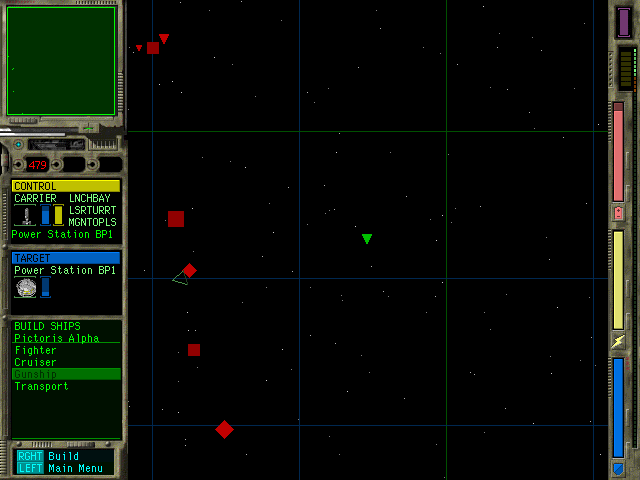 479
CONTROL
CARRIER LNCHBAY
LSRTURRT
MGNTOPLS
Power Station BP1
TARGET
Power Station BP1
BUILD SHIPS
Pictoris Alpha
Fighter
Cruiser
Gunship
Transport
RGHT Build
LEFT Main Menu